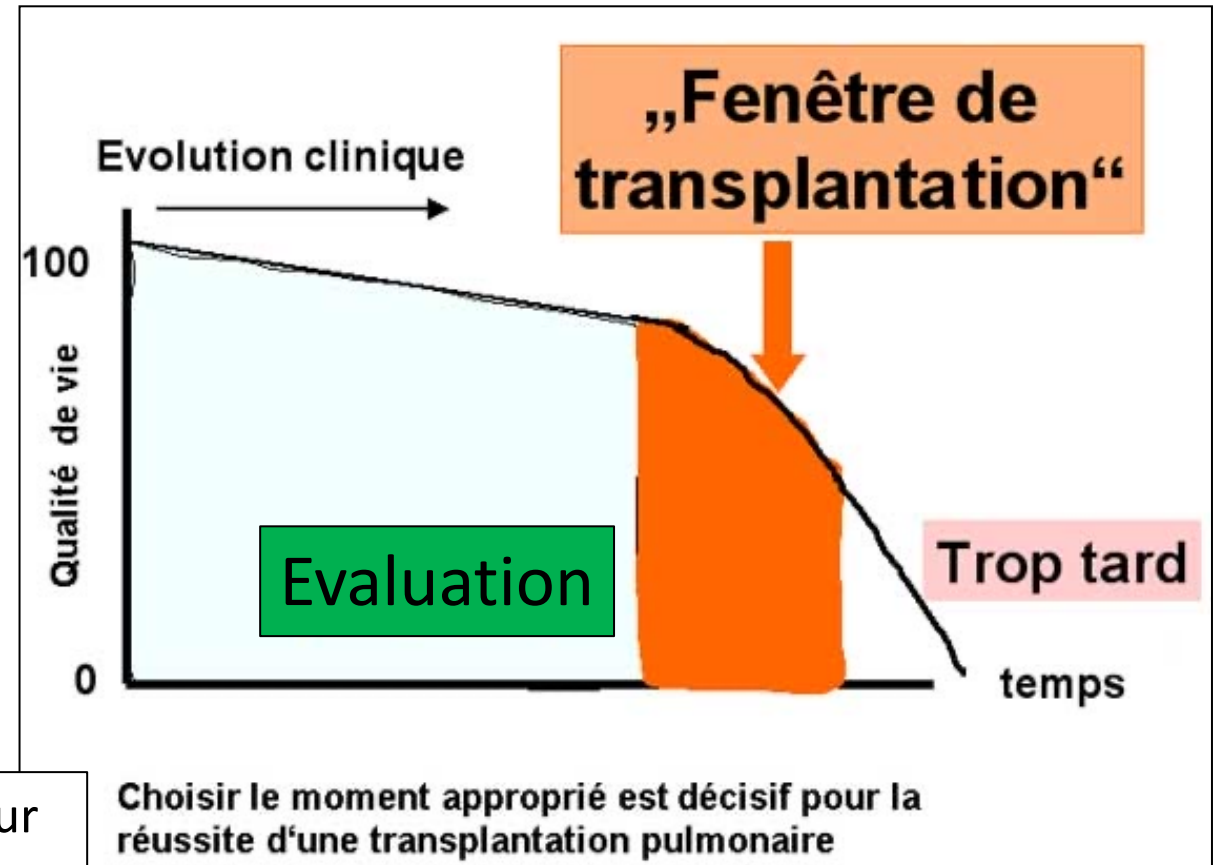 „Fenêtre de
transplantation“
Evolution clinique
100
Qualité de vie
Evaluation
Trop tard
0
temps
Choisir le moment approprié est décisif pour la
réussite d‘une transplantation pulmonaire